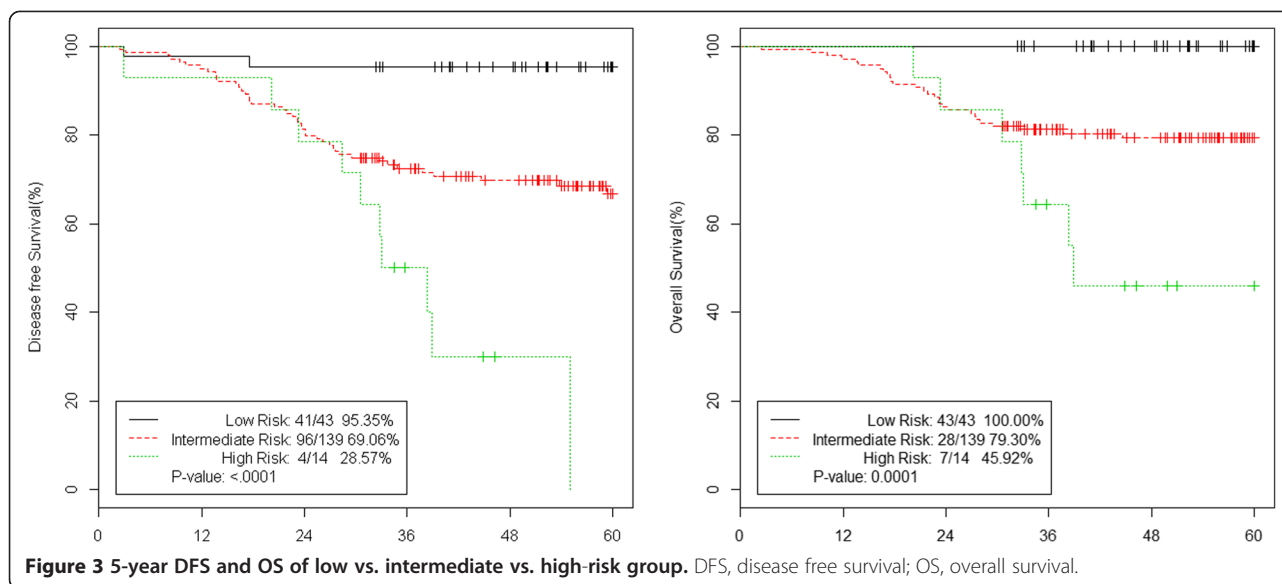 Disease free Survival(%)
100
80
60
40
20
0
Low Risk: 41/43 95.35%
Intermediate Risk: 96/139 69.06%
High Risk: 4/14 28.57%
P-value: <.0001
0 12 24 36 48 60
Overall Survival(%)
100
80
60
40
20
0
Low Risk: 43/43 100.00%
Intermediate Risk: 28/139 79.30%
High Risk: 7/14 45.92%
P-value: 0.0001
0 12 24 36 48 60
Figure 3 5-year DFS and OS of low vs. intermediate vs. high-risk group. DFS, disease free survival; OS, overall survival.